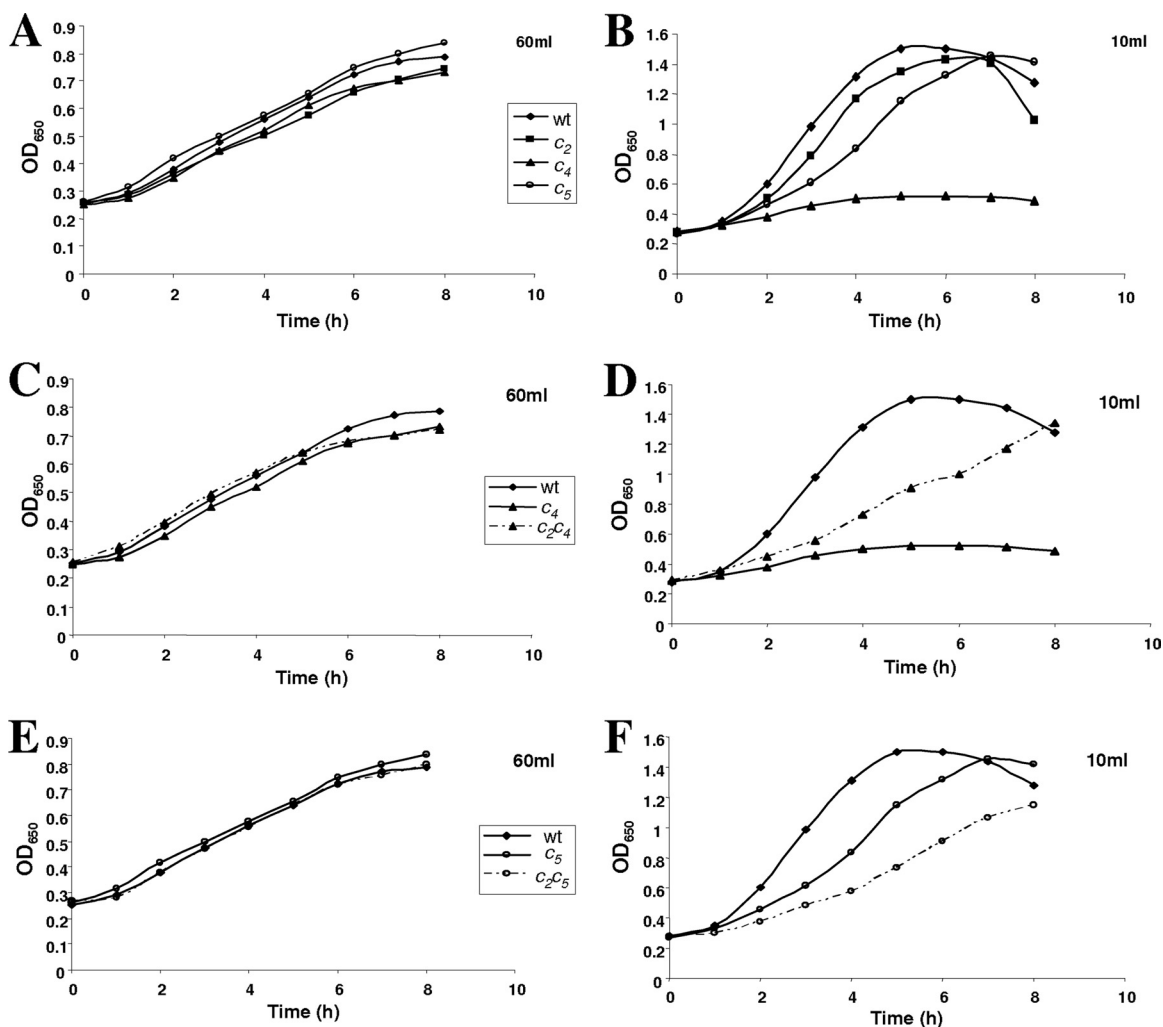 A
60ml
OD650
0.9
0.8
0.7
0.6
0.5
0.4
0.3
0.2
0.1
0
0 2 4 6 8 10
Time (h)
wt
c2
c4
c5
B
10ml
OD650
1.6
1.4
1.2
1
0.8
0.6
0.4
0.2
0
0 2 4 6 8 10
Time (h)
C
60ml
OD650
0.9
0.8
0.7
0.6
0.5
0.4
0.3
0.2
0.1
0
0 2 4 6 8 10
Time (h)
wt
c4
c2c4
D
10ml
OD650
1.6
1.4
1.2
1
0.8
0.6
0.4
0.2
0
0 2 4 6 8 10
Time (h)
E
60ml
OD650
0.9
0.8
0.7
0.6
0.5
0.4
0.3
0.2
0.1
0
0 2 4 6 8 10
Time (h)
wt
c5
c2c5
F
10ml
OD650
1.6
1.4
1.2
1
0.8
0.6
0.4
0.2
0
0 2 4 6 8 10
Time (h)